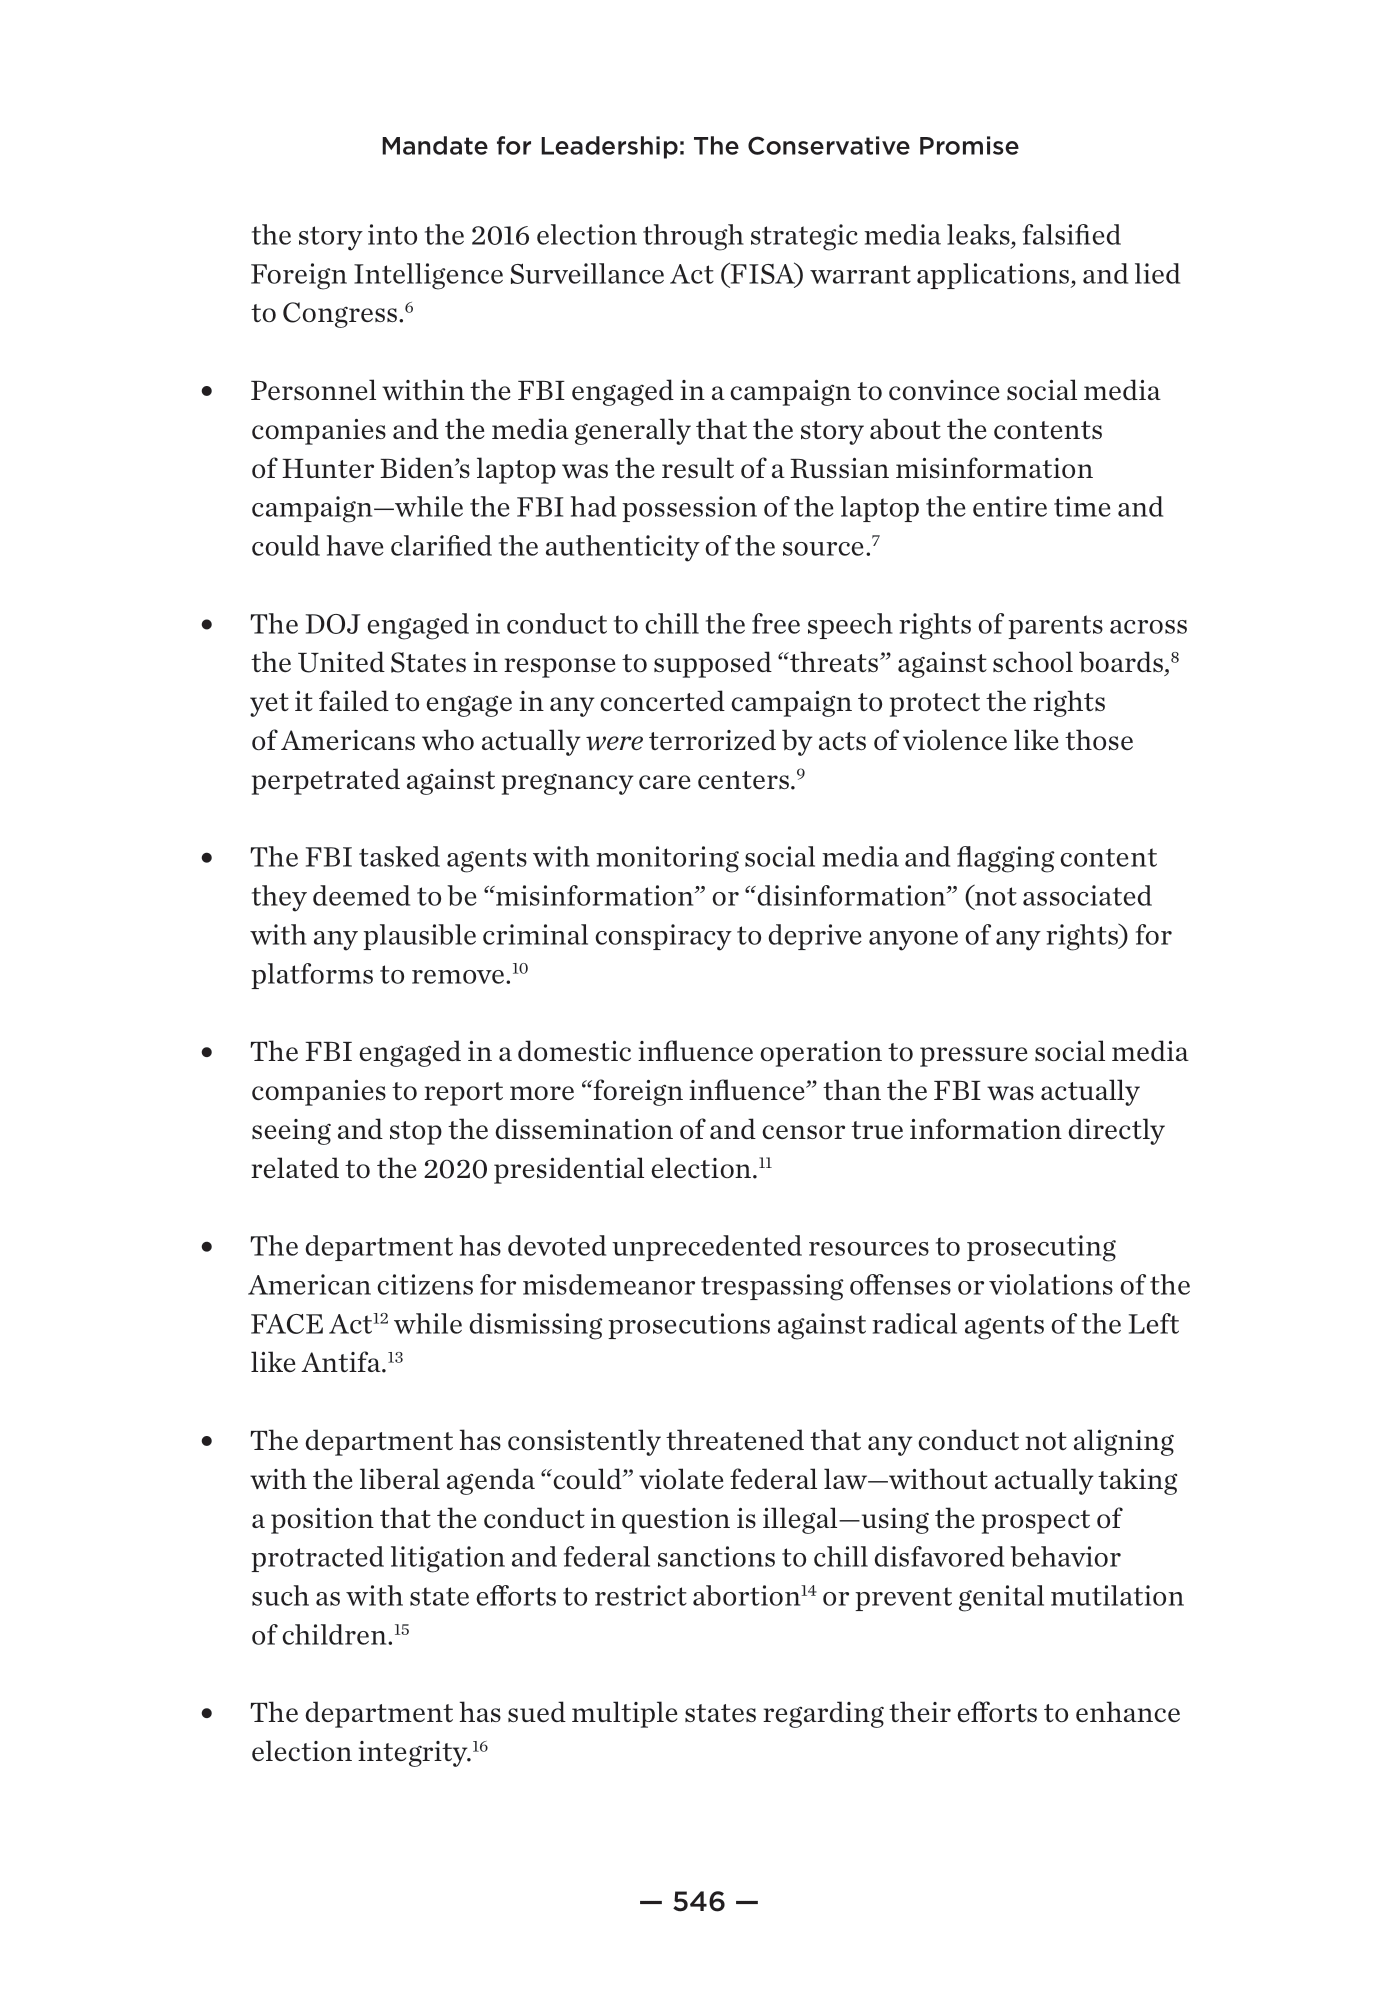 Mandate for Leadership: The Conservative Promise
the story into the 2016 election through strategic media leaks, falsified
Foreign Intelligence Surveillance Act (FISA) warrant applications, and lied
to Congress.⁶
• Personnel within the FBI engaged in a campaign to convince social media
companies and the media generally that the story about the contents
of Hunter Biden’s laptop was the result of a Russian misinformation
campaign—while the FBI had possession of the laptop the entire time and
could have clarified the authenticity of the source.⁷
• The DOJ engaged in conduct to chill the free speech rights of parents across
the United States in response to supposed “threats” against school boards,⁸
yet it failed to engage in any concerted campaign to protect the rights
of Americans who actually were terrorized by acts of violence like those
perpetrated against pregnancy care centers.⁹
• The FBI tasked agents with monitoring social media and flagging content
they deemed to be “misinformation” or “disinformation” (not associated
with any plausible criminal conspiracy to deprive anyone of any rights) for
platforms to remove.¹⁰
• The FBI engaged in a domestic influence operation to pressure social media
companies to report more “foreign influence” than the FBI was actually
seeing and stop the dissemination of and censor true information directly
related to the 2020 presidential election.¹¹
• The department has devoted unprecedented resources to prosecuting
American citizens for misdemeanor trespassing offenses or violations of the
FACE Act¹² while dismissing prosecutions against radical agents of the Left
like Antifa.¹³
• The department has consistently threatened that any conduct not aligning
with the liberal agenda “could” violate federal law—without actually taking
a position that the conduct in question is illegal—using the prospect of
protracted litigation and federal sanctions to chill disfavored behavior
such as with state efforts to restrict abortion¹⁴ or prevent genital mutilation
of children.¹⁵
• The department has sued multiple states regarding their efforts to enhance
election integrity.¹⁶
— 546 —